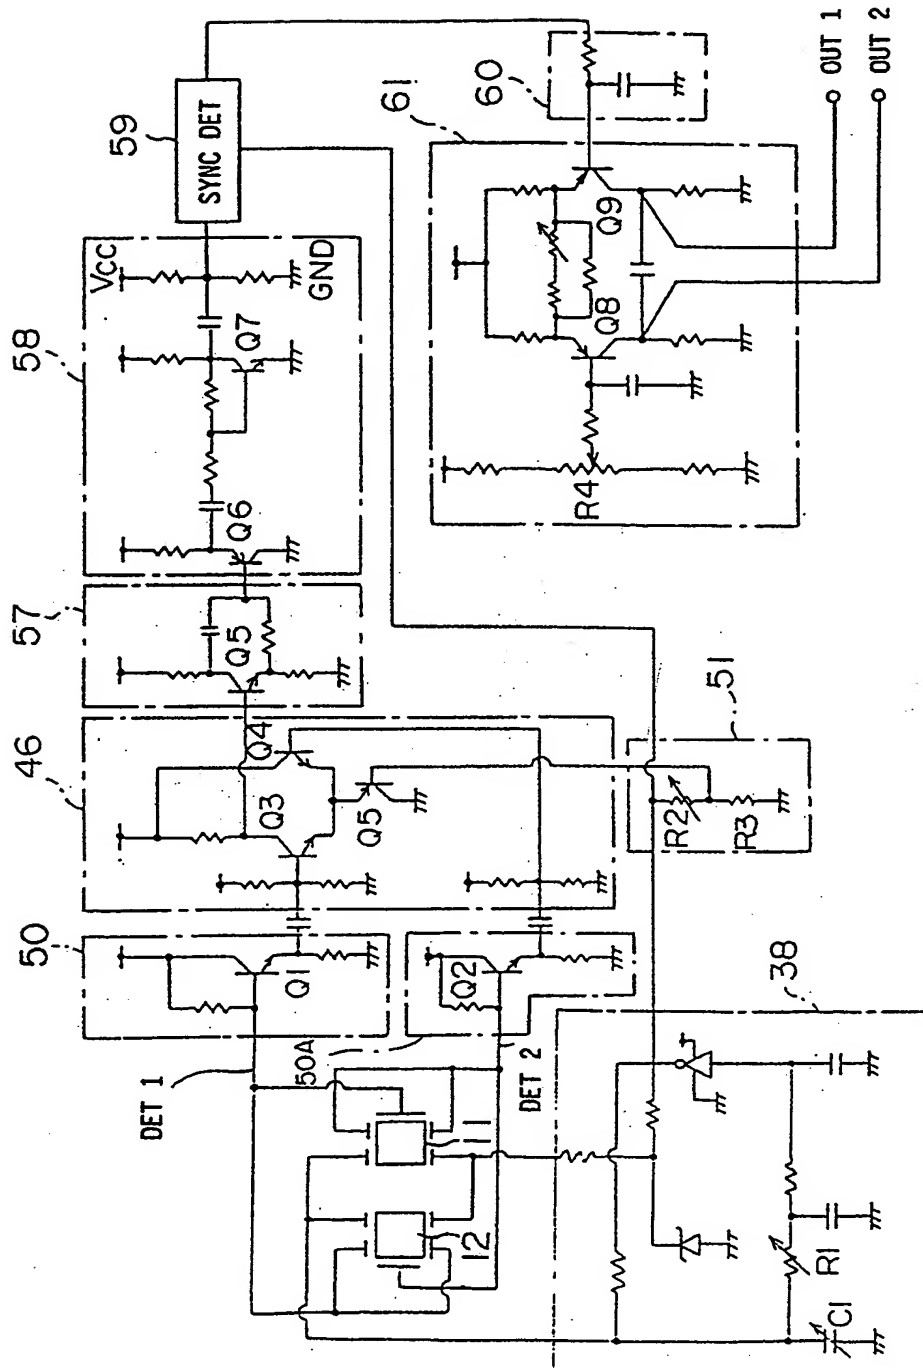 59
SYNC DET
58
VCC
GND
Q7
Q6
57
Q5
46
Q4
Q3
Q5
50
Q1
50A
Q2
DET 1
DET 2
11
12
38
R1
C1
51
R2
R3
60
61
Q9
Q8
R4
OUT 1
OUT 2